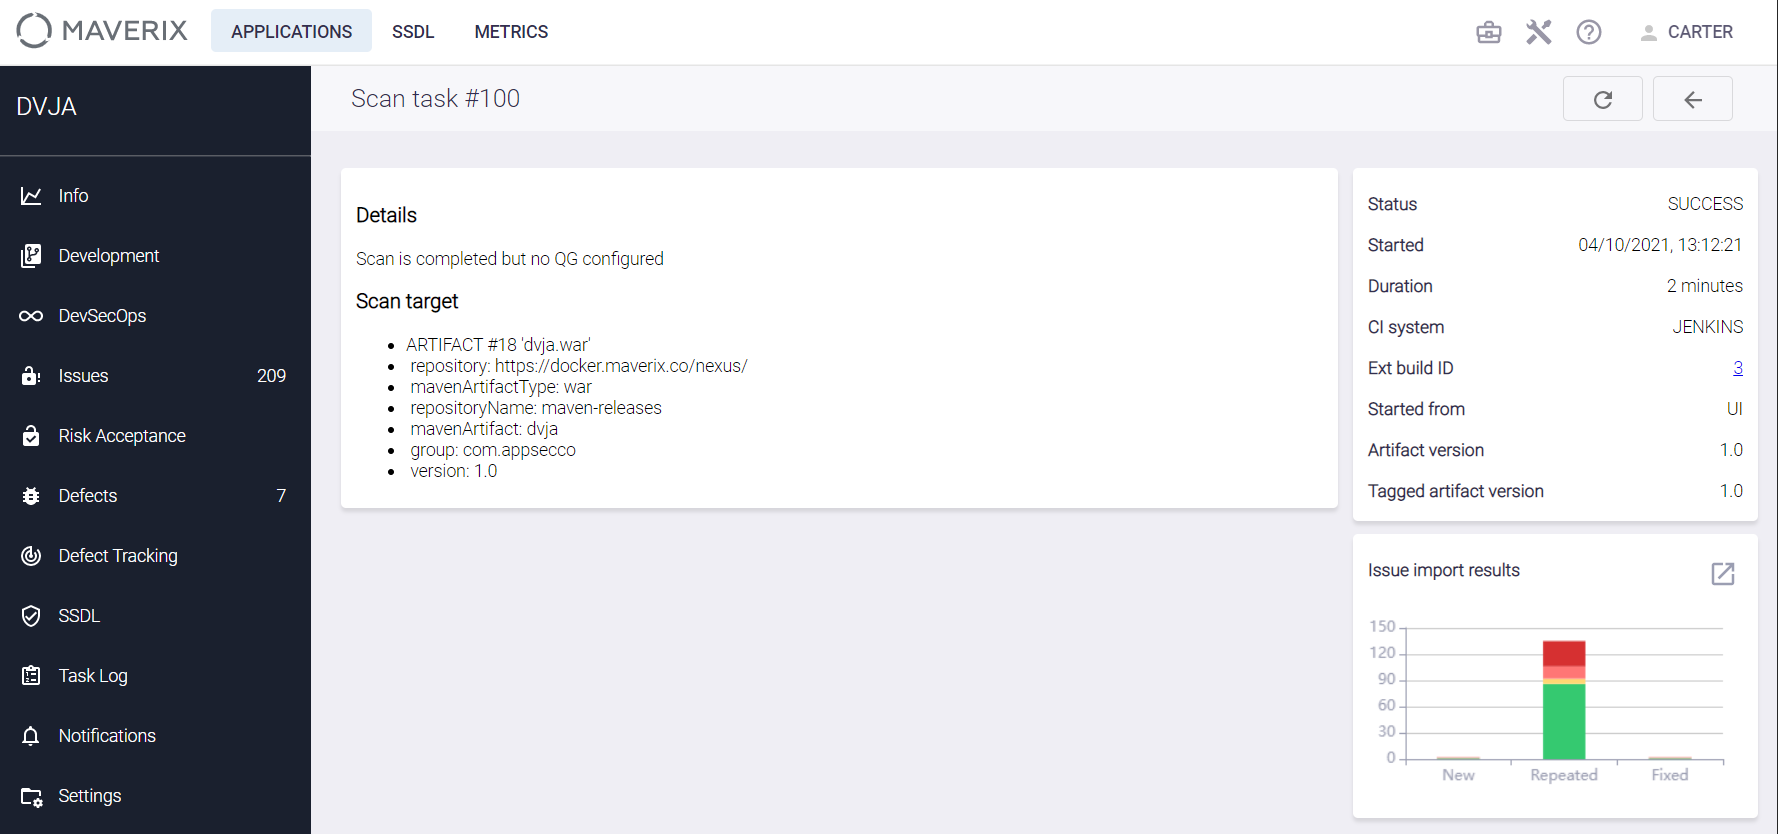 MAVERIX
APPLICATIONS
SSDL
METRICS
CARTER
DVJA
Info
Development
DevSecOps
Issues 209
Risk Acceptance
Defects 7
Defect Tracking
SSDL
Task Log
Notifications
Settings
Scan task #100
Details
Scan is completed but no QG configured
Scan target
ARTIFACT #18 'dvja.war'
repository: https://docker.maverix.co/nexus/
mavenArtifactType: war
repositoryName: maven-releases
mavenArtifact: dvja
group: com.appsecco
version: 1.0
Status SUCCESS
Started 04/10/2021, 13:12:21
Duration 2 minutes
CI system JENKINS
Ext build ID 3
Started from UI
Artifact version 1.0
Tagged artifact version 1.0
Issue import results
150
120
90
60
30
0
New Repeated Fixed